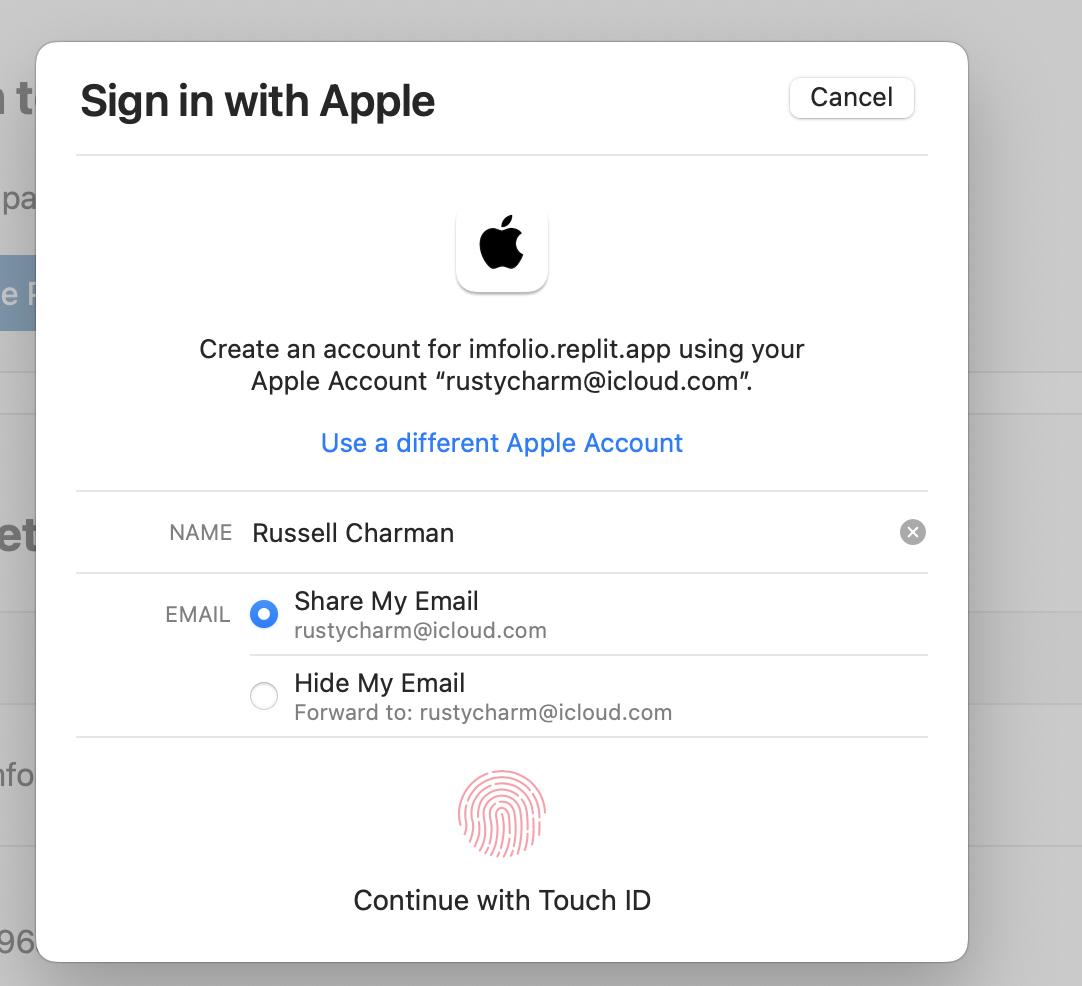 Sign in with Apple
Cancel
Create an account for imfolio.replit.app using your
Apple Account “rustycharm@icloud.com”.
Use a different Apple Account
NAME
Russell Charman
EMAIL
Share My Email
rustycharm@icloud.com
Hide My Email
Forward to: rustycharm@icloud.com
Continue with Touch ID
96